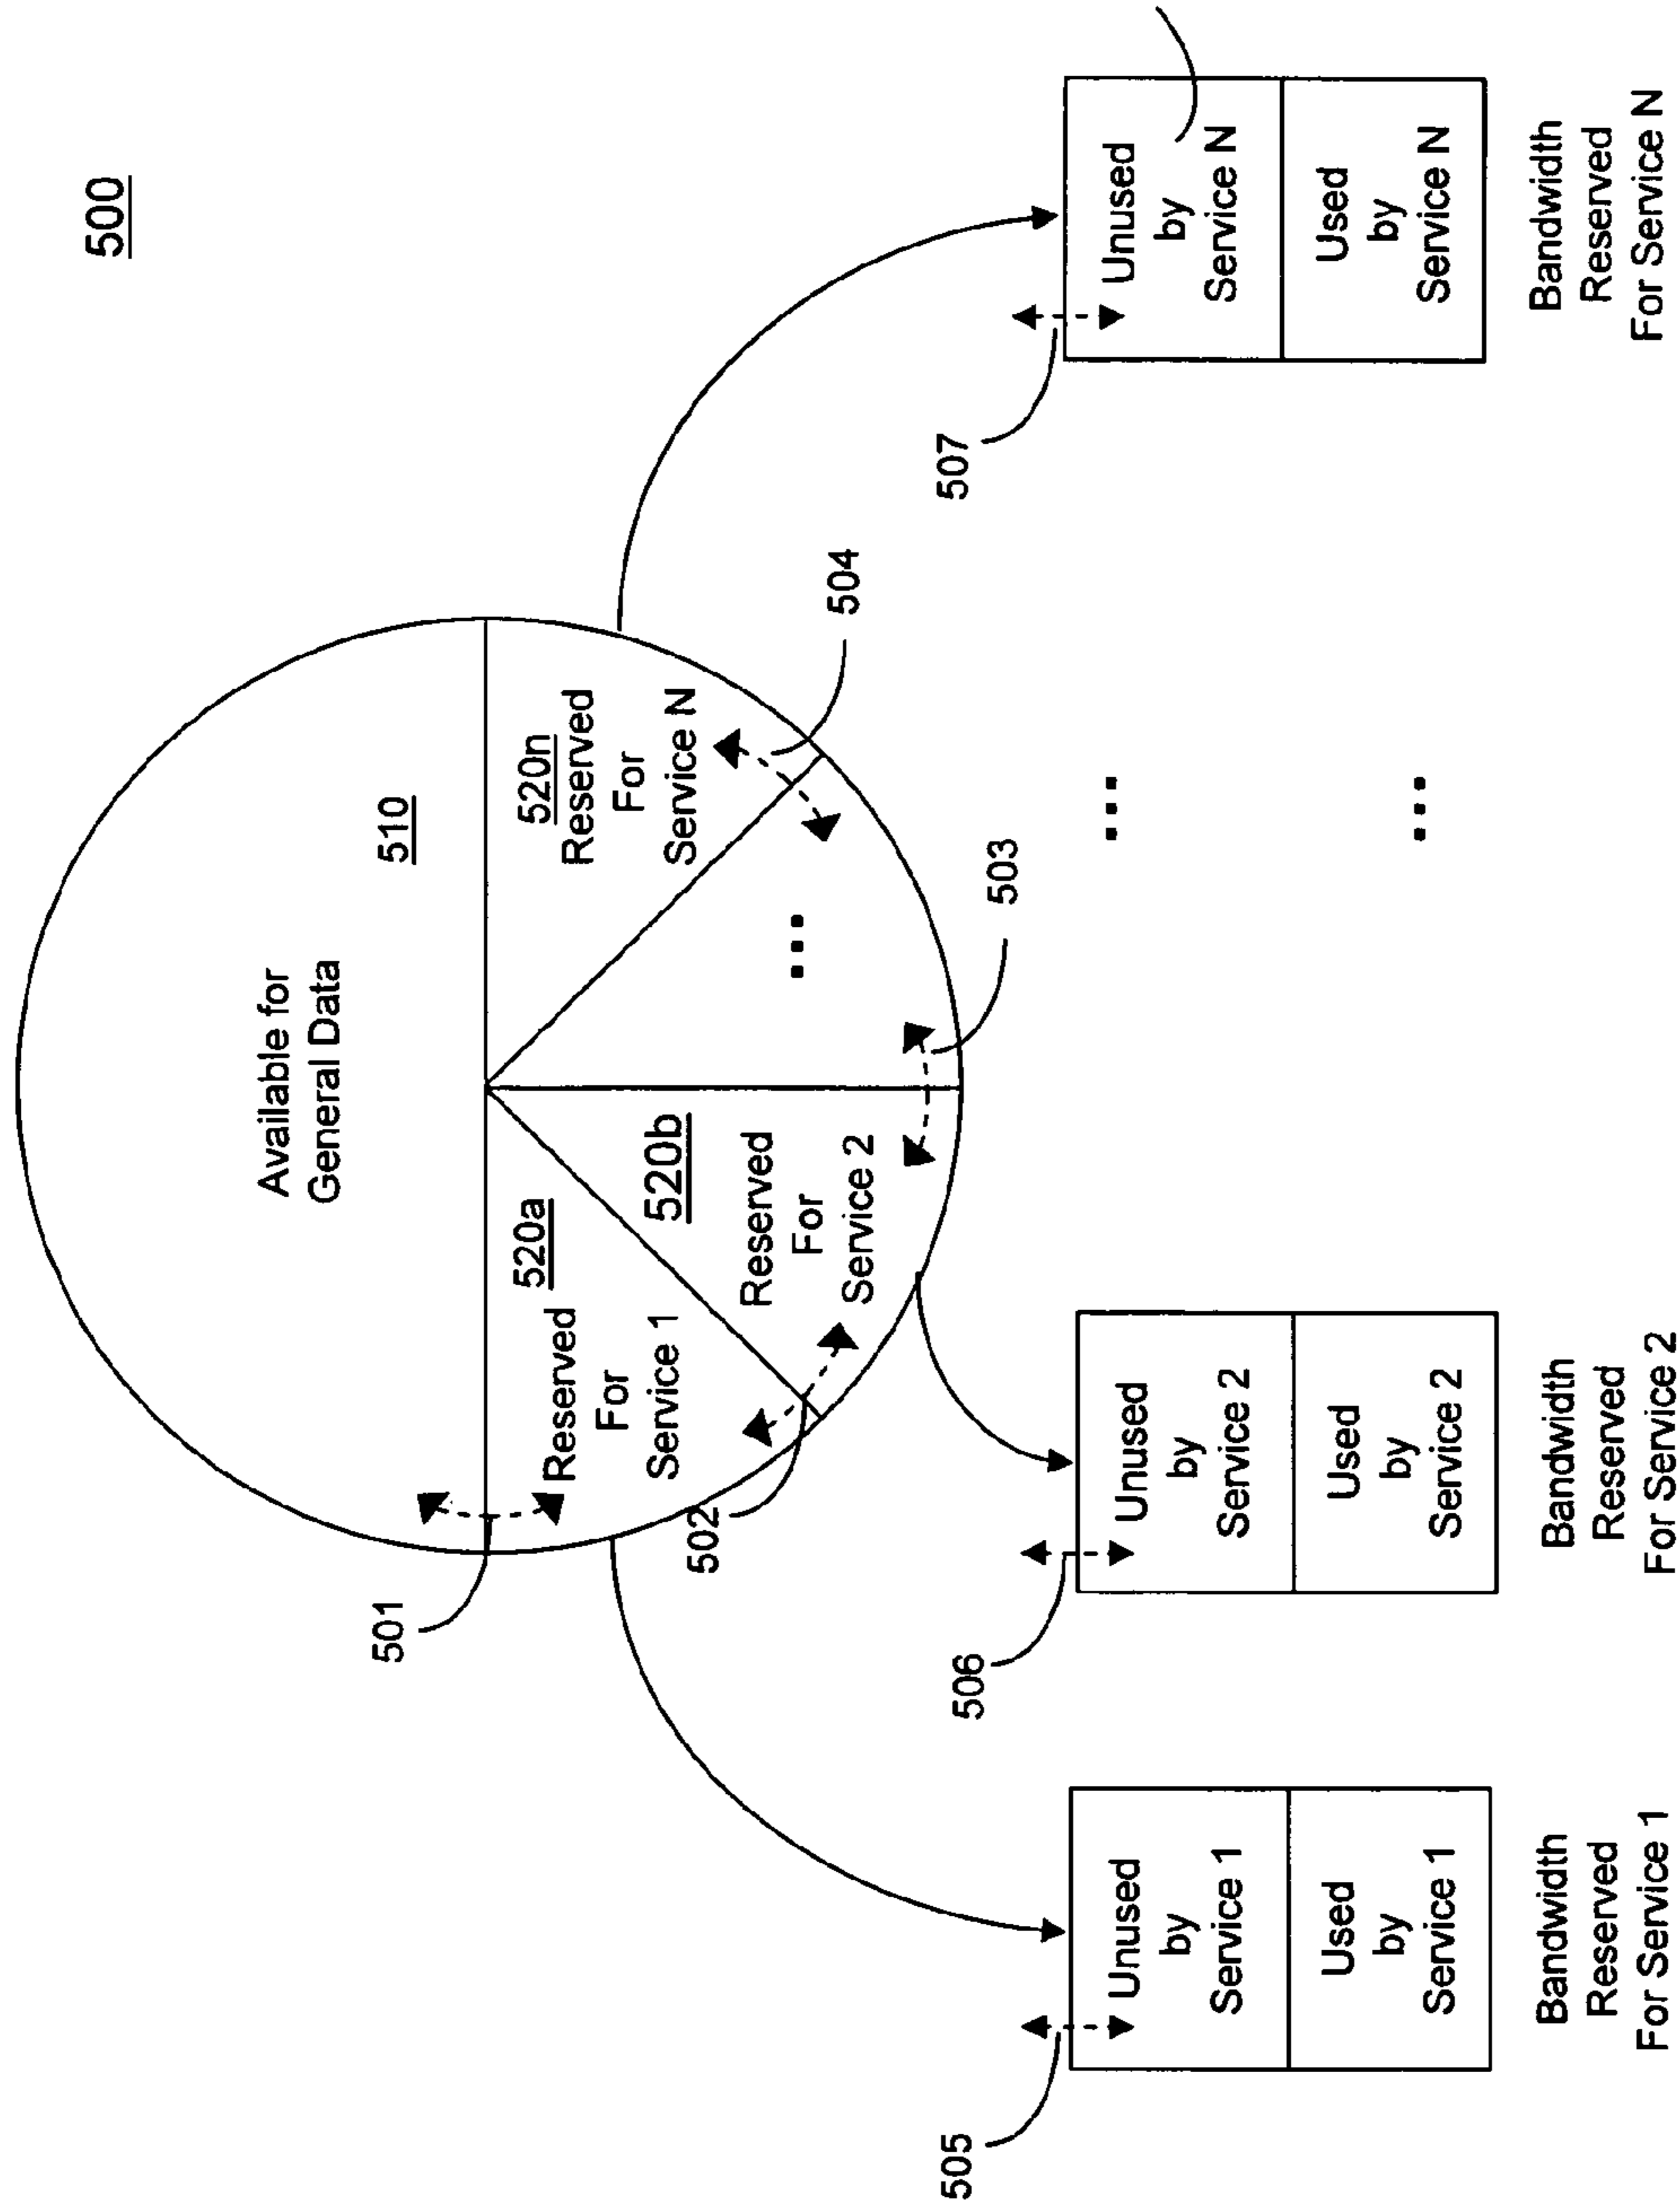 500
Available for
General Data
510
501
520a
Reserved
For
Service 1
520b
Reserved
For
Service 2
...
520n
Reserved
For
Service N
502
503
504
505
506
507
Unused
by
Service 1
Used
by
Service 1
Bandwidth
Reserved
For Service 1
Unused
by
Service 2
Used
by
Service 2
Bandwidth
Reserved
For Service 2
...
...
Unused
by
Service N
Used
by
Service N
Bandwidth
Reserved
For Service N